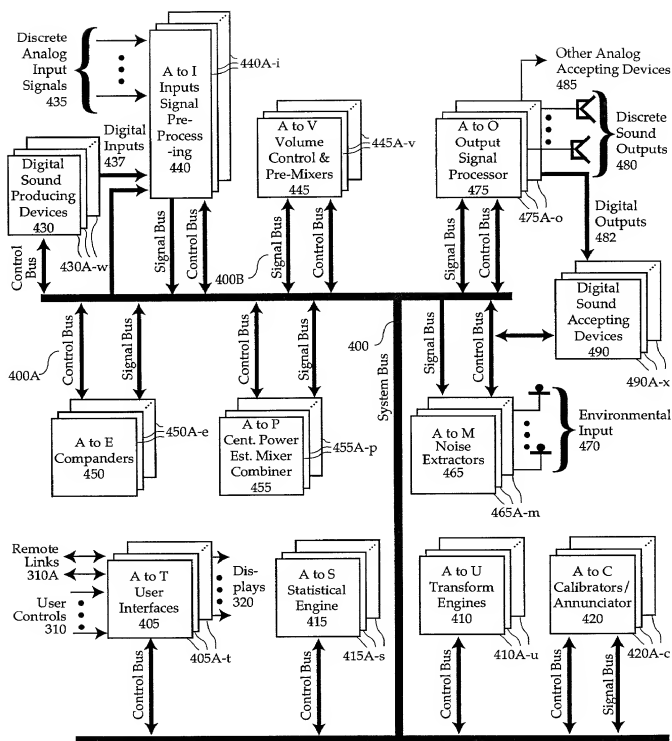 Discrete
Analog
Input
Signals
435
A to I
Inputs
Signal
Pre-
Process
-ing
440
440A-i
Digital
Inputs
437
Digital
Sound
Producing
Devices
430
430A-w
Control
Bus
Signal Bus
Control Bus
A to V
Volume
Control &
Pre-Mixers
445
445A-v
400B
Signal Bus
Control Bus
A to O
Output
Signal
Processor
475
475A-o
Other Analog
Accepting Devices
485
Discrete
Sound
Outputs
480
Digital
Outputs
482
Signal Bus
Control Bus
Digital
Sound
Accepting
Devices
490
490A-x
400A
Control Bus
Signal Bus
A to E
Companders
450
450A-e
Control Bus
Signal Bus
A to P
Cent. Power
Est. Mixer
Combiner
455
455A-p
400
System Bus
Signal Bus
Control Bus
A to M
Noise
Extractors
465
465A-m
Environmental
Input
470
Remote
Links
310A
User
Controls
310
A to T
User
Interfaces
405
405A-t
Dis-
plays
320
Control Bus
A to S
Statistical
Engine
415
415A-s
Control Bus
A to U
Transform
Engines
410
410A-u
Control Bus
A to C
Calibrators/
Annunciator
420
420A-c
Control Bus
Signal Bus